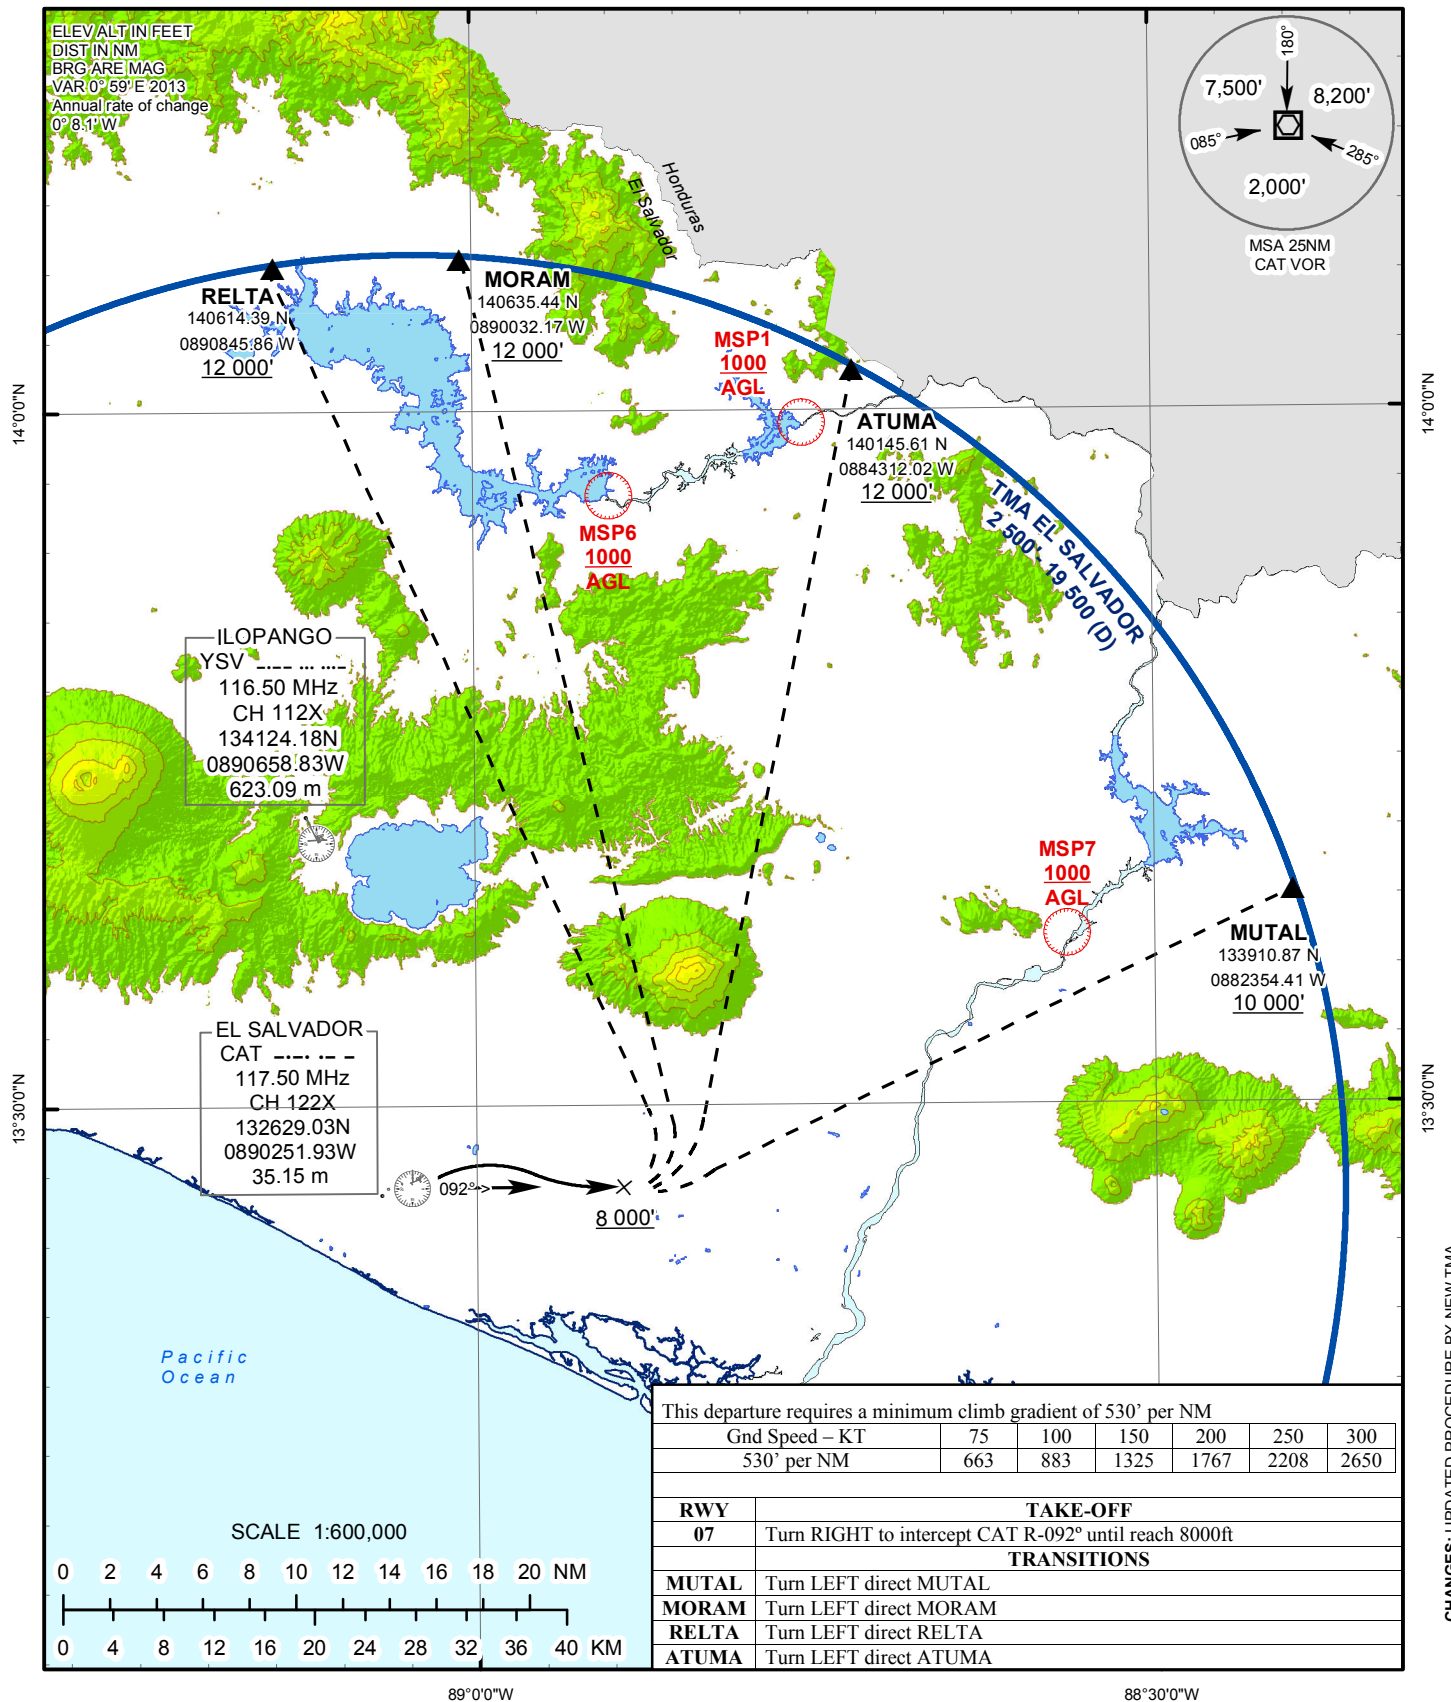 ELEV ALT IN FEET
DIST IN NM
BRG ARE MAG
VAR 0° 59' E 2013
Annual rate of change
0° 8.1' W
180°
7,500'
8,200'
085°
285°
2,000'
MSA 25NM
CAT VOR
Honduras
El Salvador
RELTA
140614.39 N
0890845.86 W
12 000'
MORAM
140635.44 N
0890032.17 W
12 000'
MSP1
1000
AGL
14°0'0"N
14°0'0"N
ATUMA
140145.61 N
0884312.02 W
12 000'
TMA EL SALVADOR
2 500' - 19 500 (D)
MSP6
1000
AGL
ILOPANGO
YSV
116.50 MHz
CH 112X
134124.18N
0890658.83W
623.09 m
MSP7
1000
AGL
MUTAL
133910.87 N
0882354.41 W
10 000'
EL SALVADOR
CAT
117.50 MHz
CH 122X
132629.03N
0890251.93W
35.15 m
13°30'0"N
13°30'0"N
092°
8 000'
Pacific
Ocean
This departure requires a minimum climb gradient of 530’ per NM
Gnd Speed – KT 75 100 150 200 250 300
530’ per NM 663 883 1325 1767 2208 2650
RWY TAKE-OFF
07 Turn RIGHT to intercept CAT R-092º until reach 8000ft
TRANSITIONS
MUTAL Turn LEFT direct MUTAL
MORAM Turn LEFT direct MORAM
RELTA Turn LEFT direct RELTA
ATUMA Turn LEFT direct ATUMA
SCALE 1:600,000
0 2 4 6 8 10 12 14 16 18 20 NM
0 4 8 12 16 20 24 28 32 36 40 KM
89°0'0"W
88°30'0"W
CHANGES: UPDATED PROCEDURE BY NEW TMA